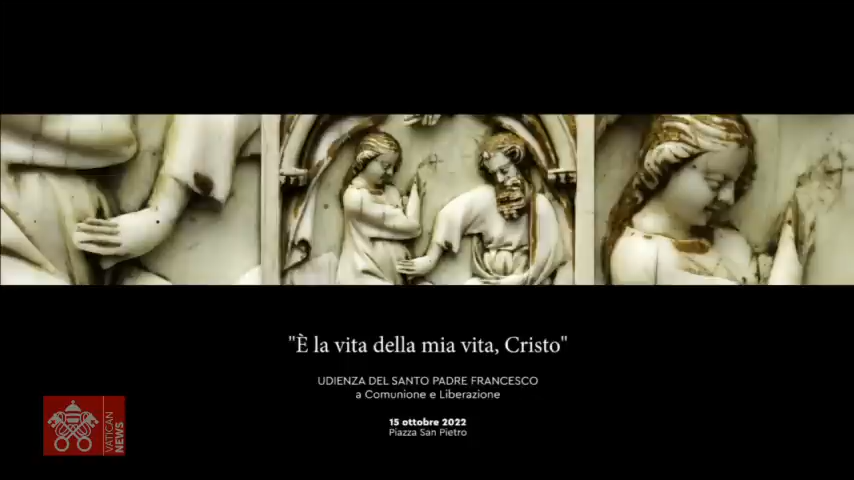 "È la vita della mia vita, Cristo"
UDIENZA DEL SANTO PADRE FRANCESCO
a Comunione e Liberazione
15 ottobre 2022
Piazza San Pietro
VATICAN
NEWS